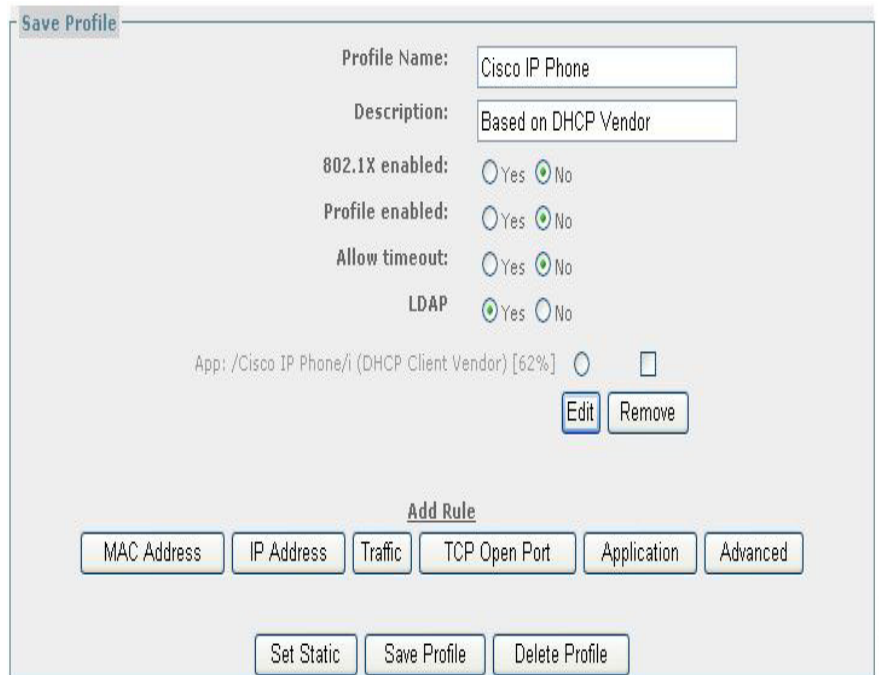 Save Profile
Profile Name: Cisco IP Phone
Description: Based on DHCP Vendor
802.1X enabled: Yes No
Profile enabled: Yes No
Allow timeout: Yes No
LDAP Yes No
App: /Cisco IP Phone/i (DHCP Client Vendor) [62%]
Edit Remove
Add Rule
MAC Address IP Address Traffic TCP Open Port Application Advanced
Set Static Save Profile Delete Profile